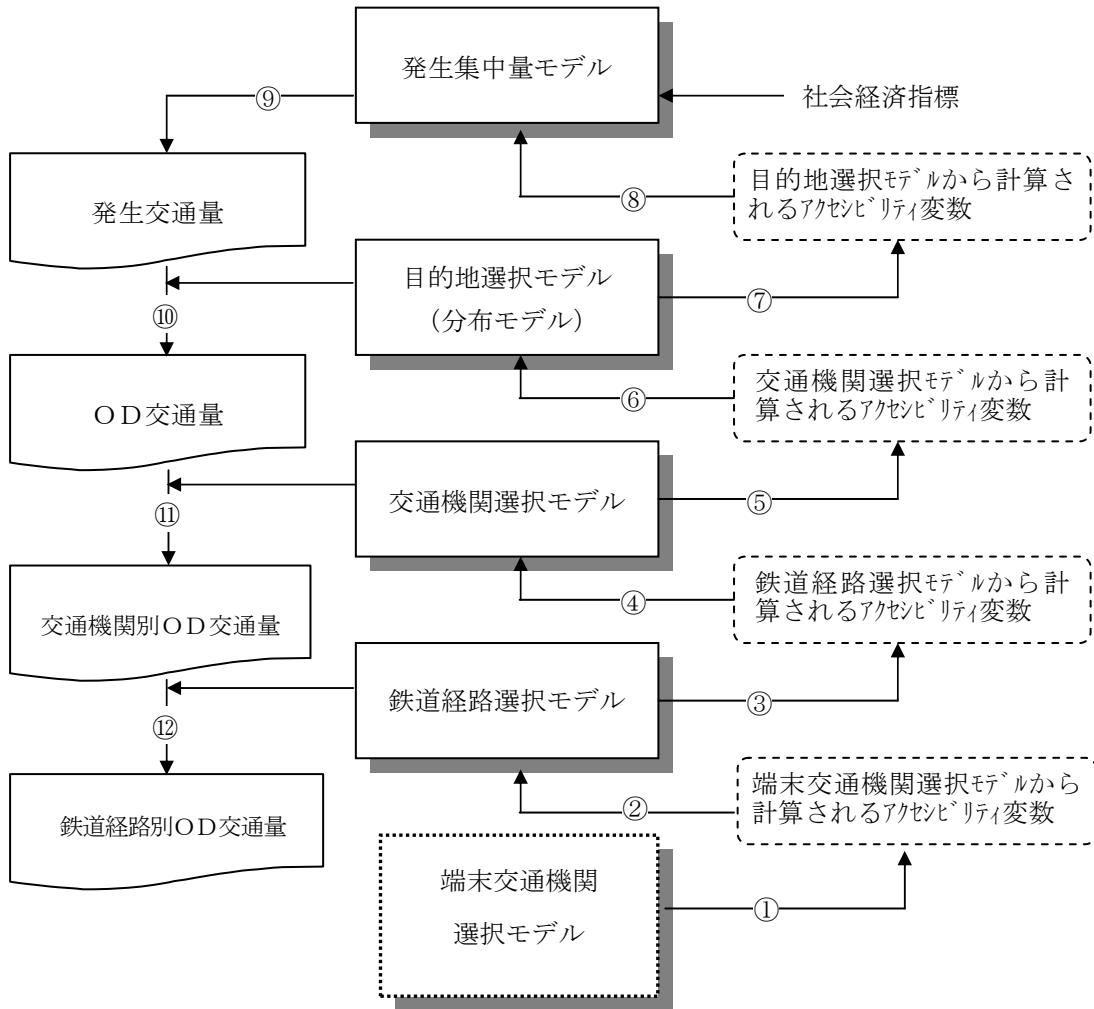 発生集中量モデル
⑨
社会経済指標
発生交通量
⑧
目的地選択ﾓﾃﾞﾙから計算さ
れるｱｸｾｼﾋﾞﾘﾃｨ変数
目的地選択モデル
(分布モデル)
⑦
⑩
OD交通量
⑥
交通機関選択ﾓﾃﾞﾙから計
算されるｱｸｾｼﾋﾞﾘﾃｨ変数
交通機関選択モデル
⑤
⑪
交通機関別OD交通量
④
鉄道経路選択ﾓﾃﾞﾙから計
算されるｱｸｾｼﾋﾞﾘﾃｨ変数
鉄道経路選択モデル
③
⑫
鉄道経路別OD交通量
②
端末交通機関選択ﾓﾃﾞﾙから
計算されるｱｸｾｼﾋﾞﾘﾃｨ変数
端末交通機関
選択モデル
①